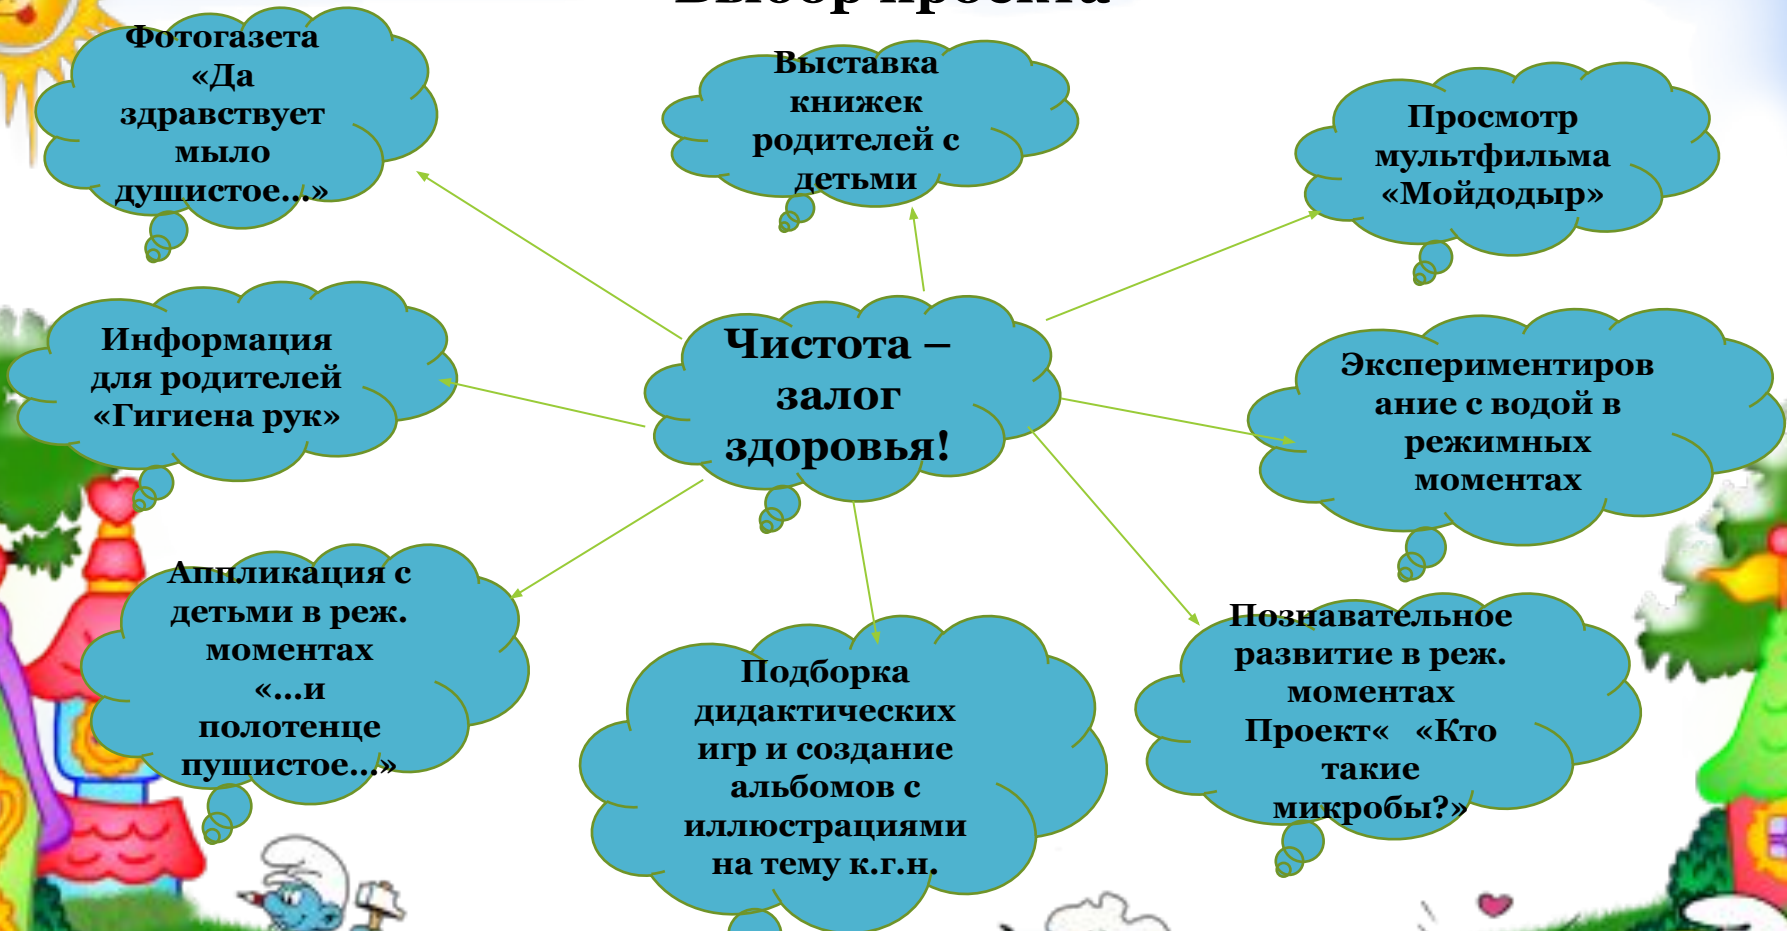 Выбор проекта
Фотогазета
«Да
здравствует
мыло
душистое...»
Выставка
книжек
родителей с
детьми
Просмотр
мультфильма
«Мойдодыр»
Информация
для родителей
«Гигиена рук»
Чистота –
залог
здоровья!
Экспериментиров
ание с водой в
режимных
моментах
Аппликация с
детьми в реж.
моментах
«...и
полотенце
пушистое...»
Подборка
дидактических
игр и создание
альбомов с
иллюстрациями
на тему к.г.н.
Познавательное
развитие в реж.
моментах
Проект« «Кто
такие
микробы?»